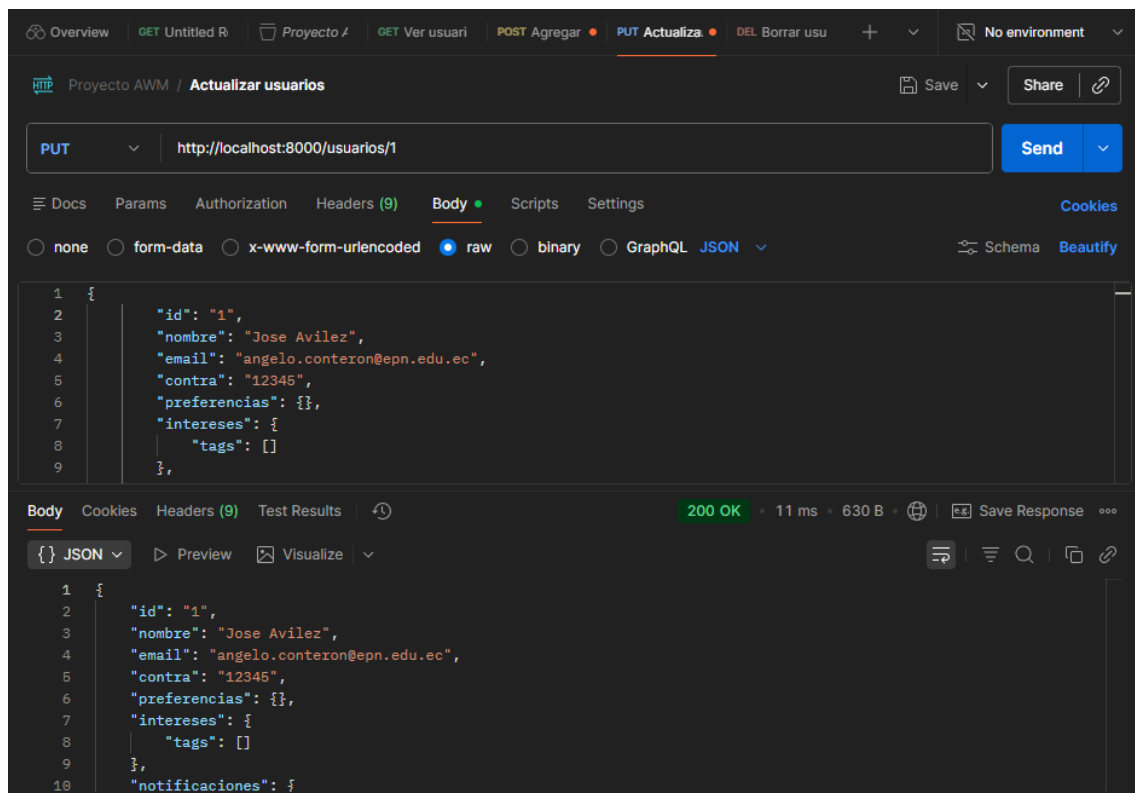 Overview GET Untitled R Proyecto A GET Ver usuari POST Agregar PUT Actualiza DEL Borrar usu No environment
HTTP Proyecto AWM / Actualizar usuarios Save Share
PUT http://localhost:8000/usuarios/1 Send
Docs Params Authorization Headers (9) Body Scripts Settings Cookies
none form-data x-www-form-urlencoded raw binary GraphQL JSON Schema Beautify
1 {
2 "id": "1",
3 "nombre": "Jose Avilez",
4 "email": "angelo.conteron@epn.edu.ec",
5 "contra": "12345",
6 "preferencias": {},
7 "intereses": {
8 "tags": []
9 },
Body Cookies Headers (9) Test Results 200 OK • 11 ms • 630 B e.g. Save Response
{} JSON Preview Visualize
1 {
2 "id": "1",
3 "nombre": "Jose Avilez",
4 "email": "angelo.conteron@epn.edu.ec",
5 "contra": "12345",
6 "preferencias": {},
7 "intereses": {
8 "tags": []
9 },
10 "notificaciones": {